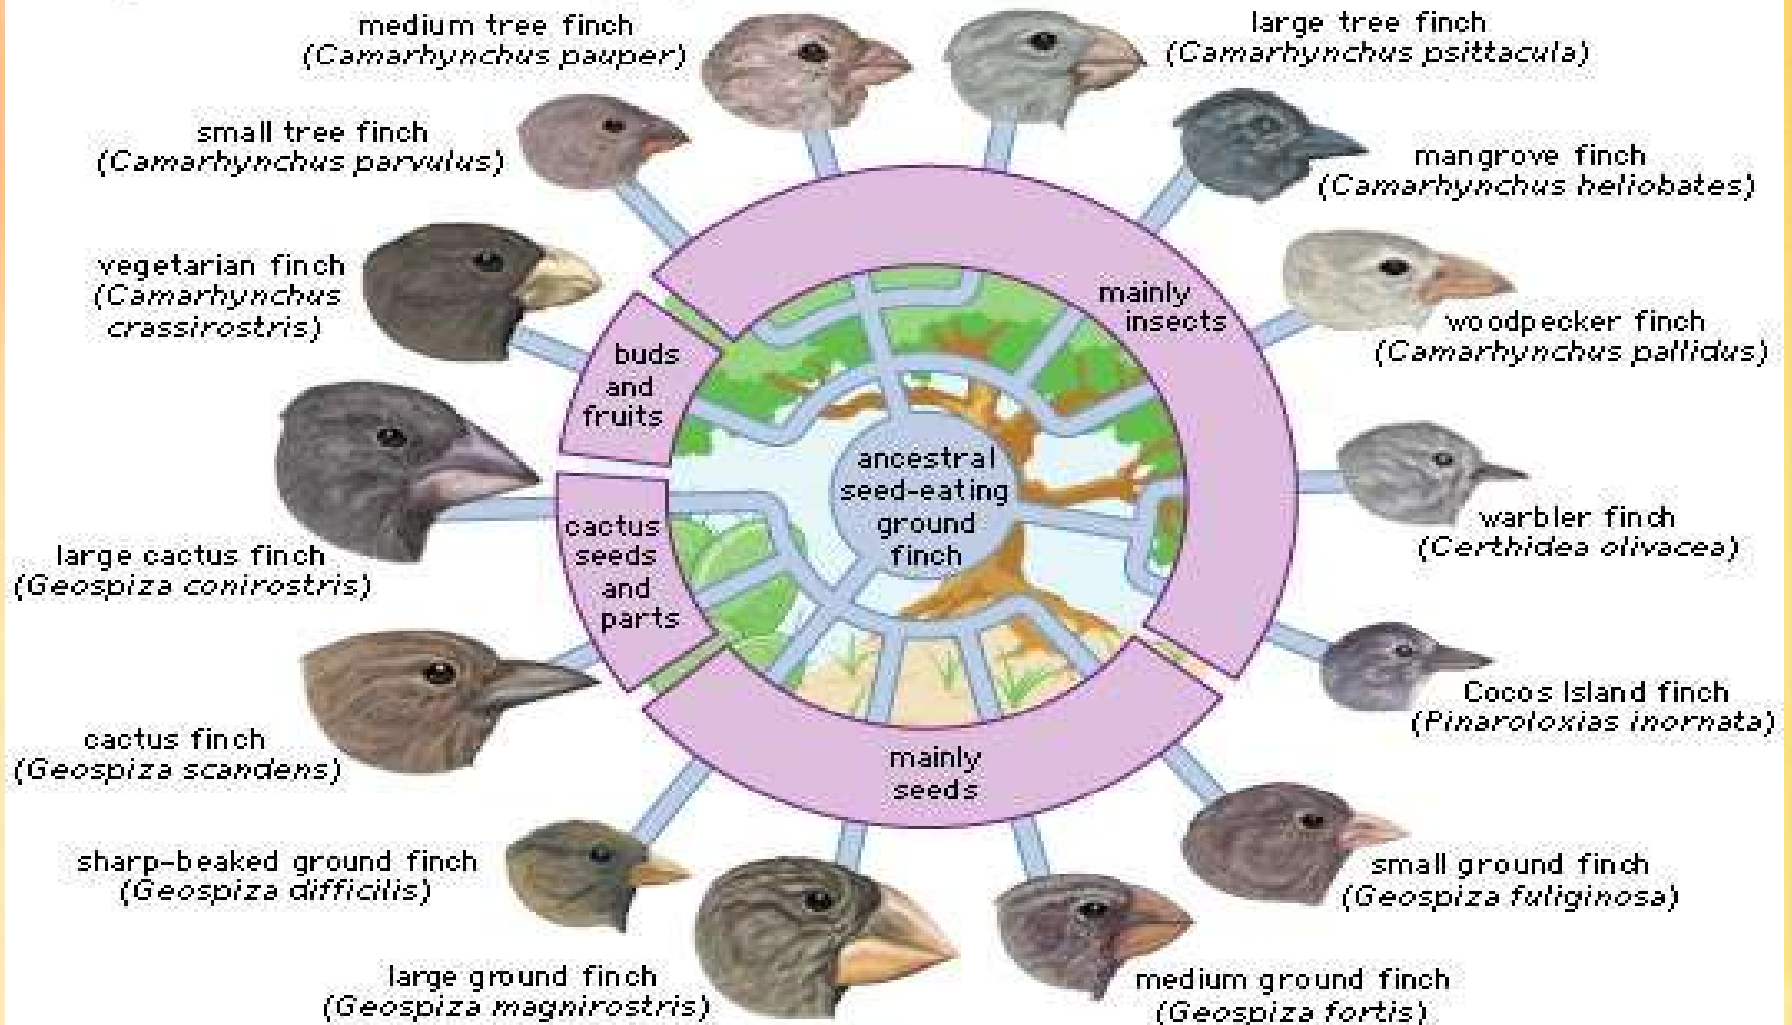 medium tree finch
(Camarhynchus pauper)
large tree finch
(Camarhynchus psittacula)
small tree finch
(Camarhynchus parvulus)
mangrove finch
(Camarhynchus heliobates)
vegetarian finch
(Camarhynchus
crassirostris)
woodpecker finch
(Camarhynchus pallidus)
mainly
insects
buds
and
fruits
ancestral
seed-eating
ground
finch
cactus
seeds
and
parts
warbler finch
(Certhidea olivacea)
large cactus finch
(Geospiza conirostris)
Cocos Island finch
(Pinaroloxias inornata)
cactus finch
(Geospiza scandens)
mainly
seeds
sharp-beaked ground finch
(Geospiza difficilis)
small ground finch
(Geospiza fuliginosa)
large ground finch
(Geospiza magnirostris)
medium ground finch
(Geospiza fortis)